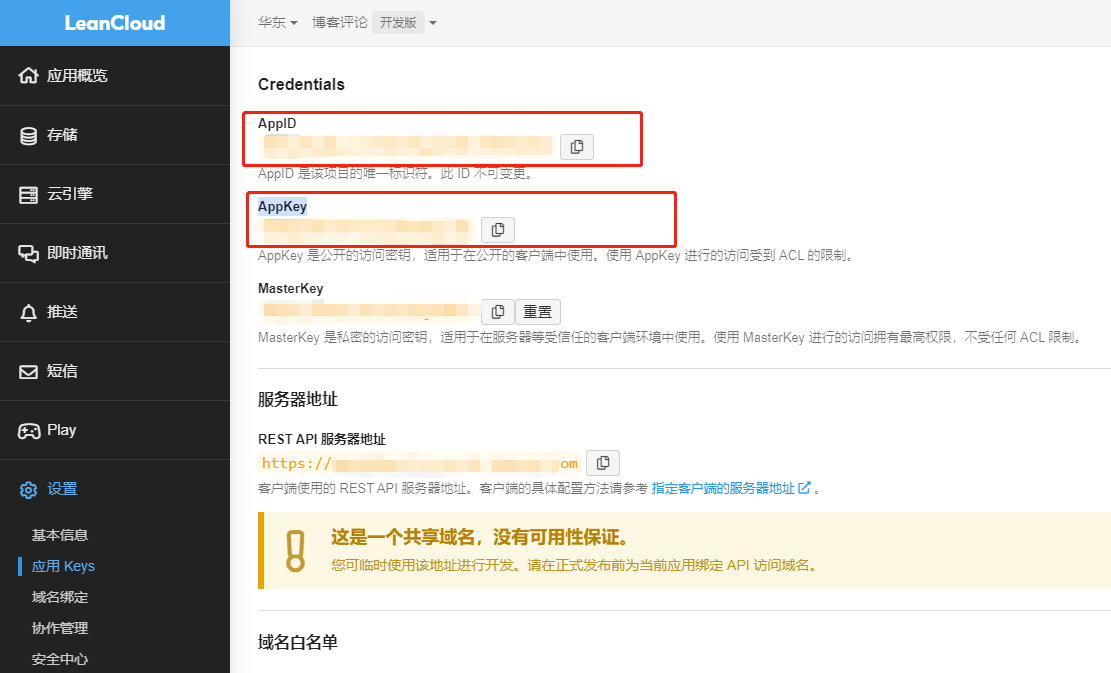 LeanCloud
华东 博客评论 开发版
应用概览
存储
云引擎
即时通讯
推送
短信
Play
设置
基本信息
应用 Keys
域名绑定
协作管理
安全中心
Credentials
AppID
AppID 是该项目的唯一标识符。此 ID 不可变更。
AppKey
AppKey 是公开的访问密钥，适用于在公开的客户端中使用。使用 AppKey 进行的访问受到 ACL 的限制。
MasterKey
重置
MasterKey 是私密的访问密钥，适用于在服务器等受信任的客户端环境中使用。使用 MasterKey 进行的访问拥有最高权限，不受任何 ACL 限制。
服务器地址
REST API 服务器地址
https:// om
客户端使用的 REST API 服务器地址。客户端的具体配置方法请参考 指定客户端的服务器地址 。
这是一个共享域名，没有可用性保证。
您可临时使用该地址进行开发。请在正式发布前为当前应用绑定 API 访问域名。
域名白名单